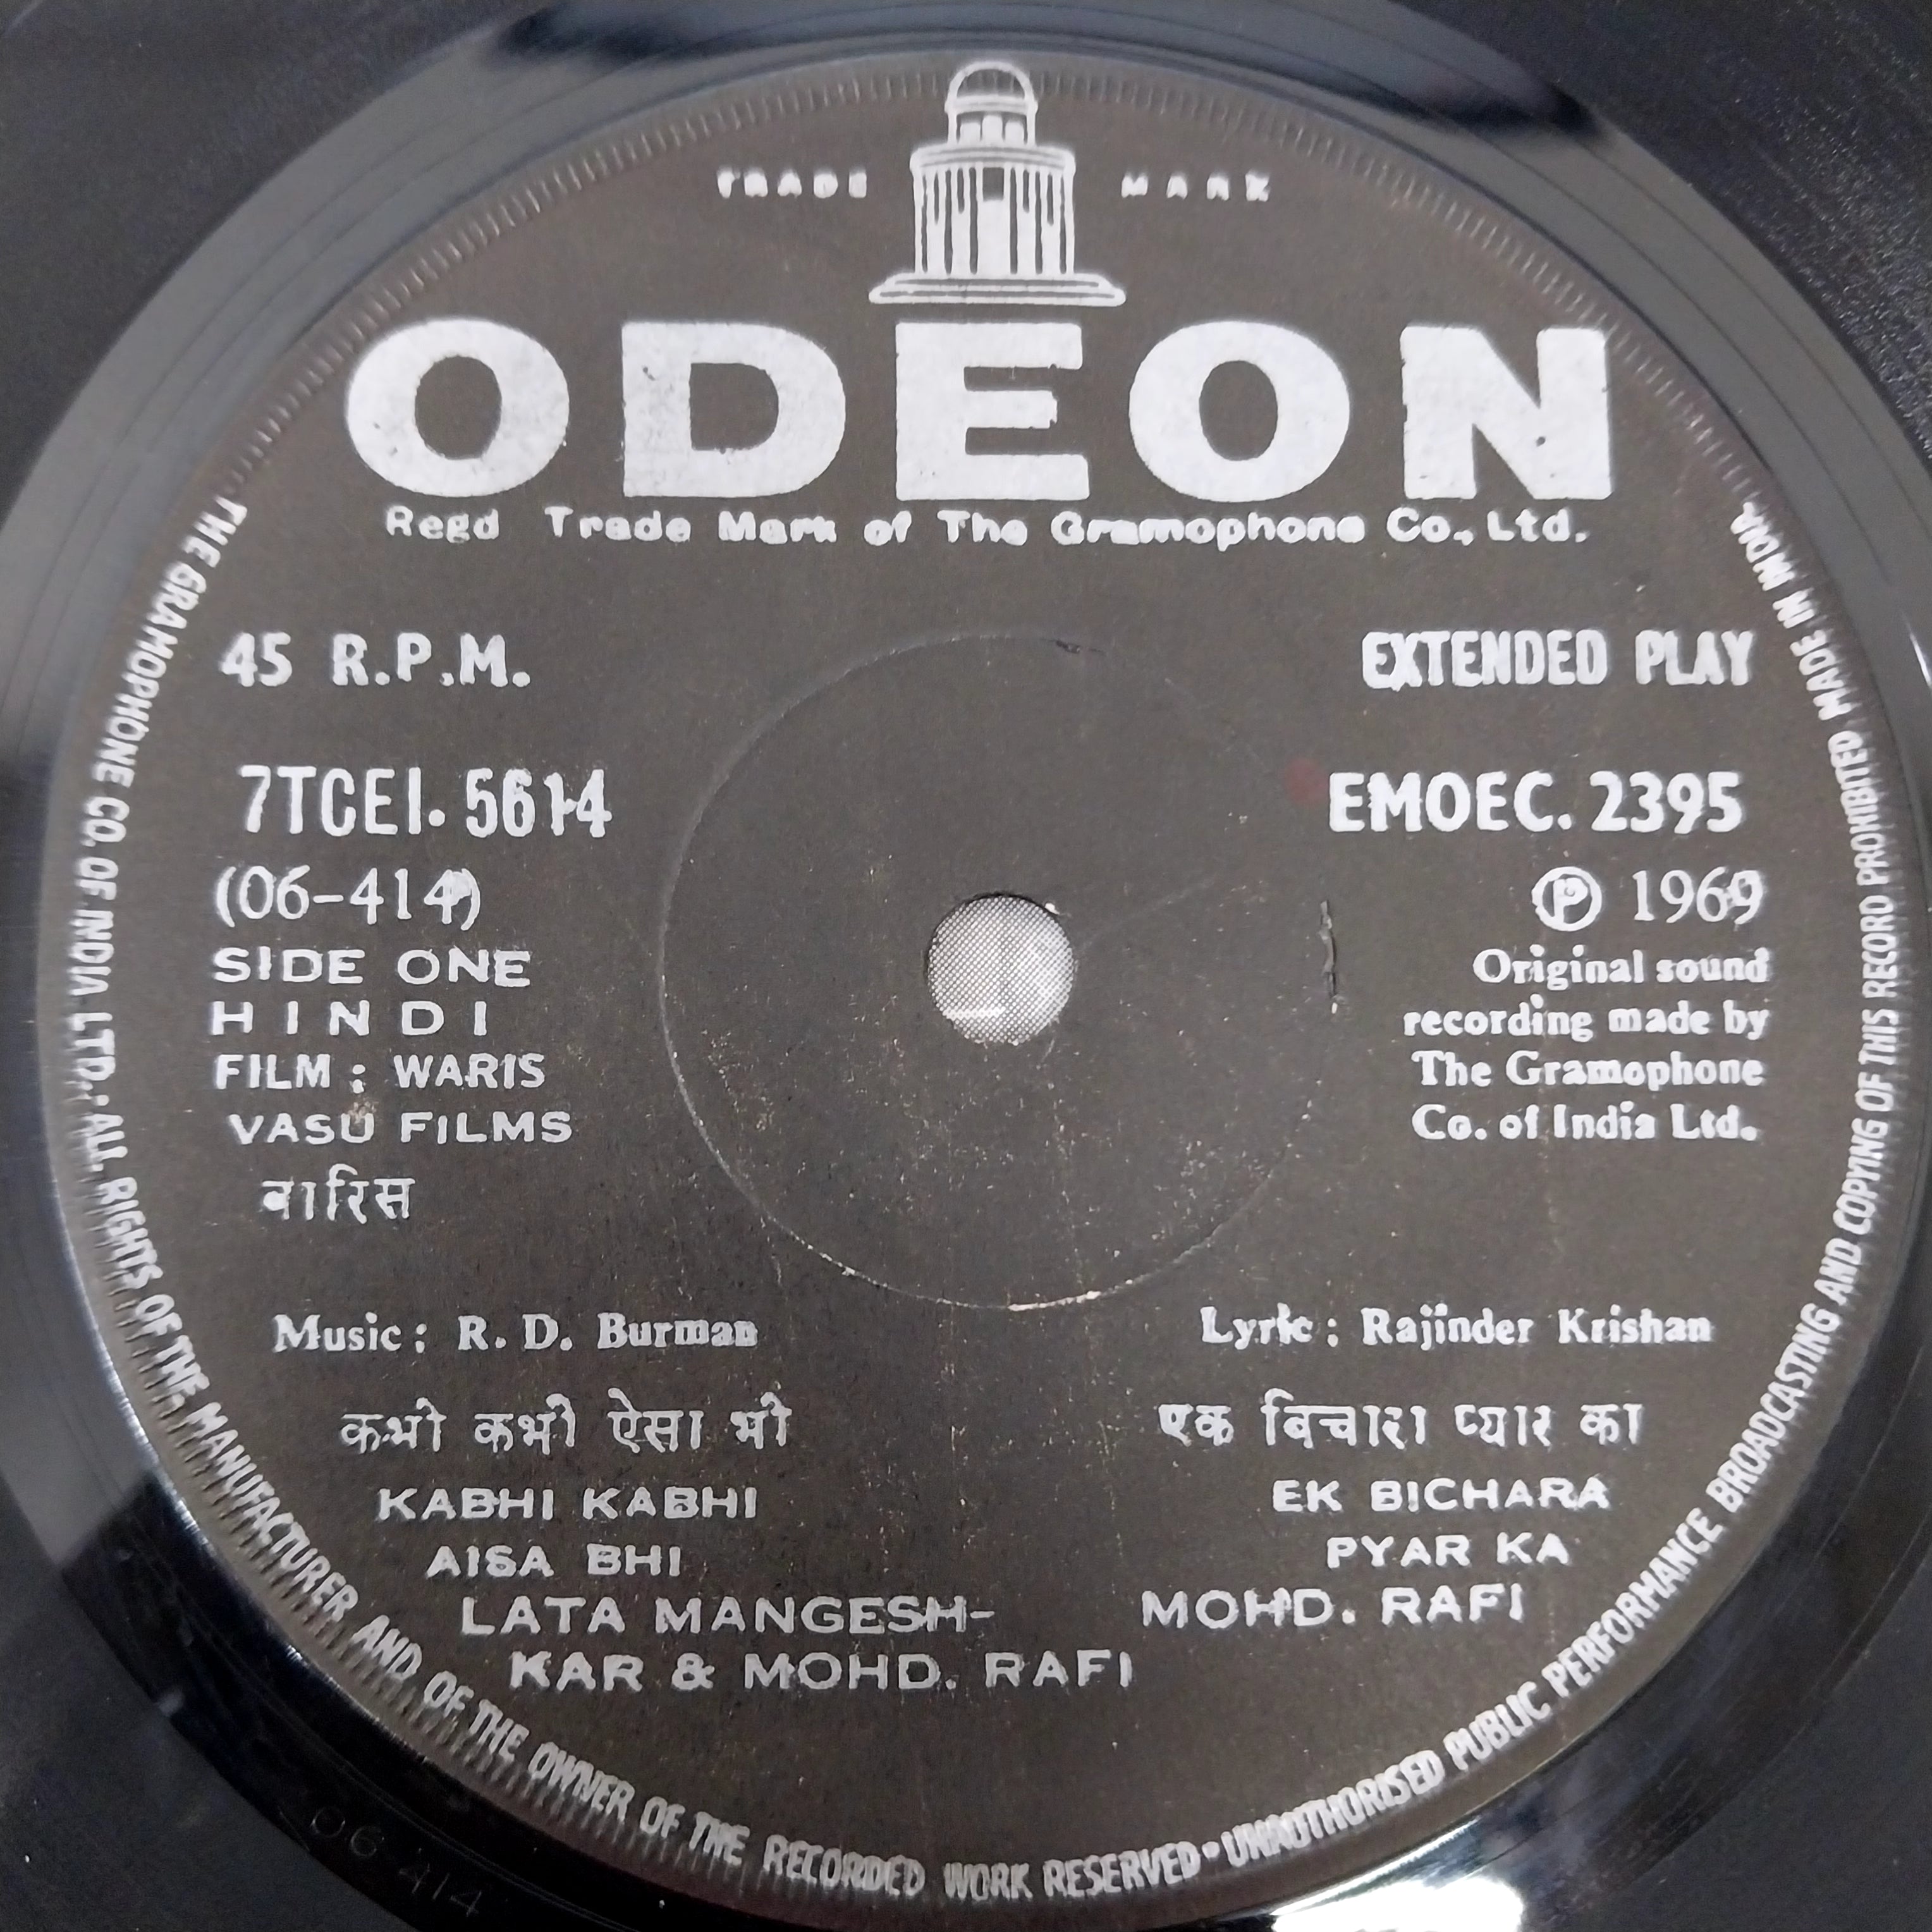 TRADE MARK
ODEON
Regd Trade Mark of The Gramophone Co., Ltd.
45 R.P.M.
EXTENDED PLAY
7TCEI. 5614
EMOEC. 2395
(06-414)
℗ 1969
SIDE ONE
HINDI
FILM : WARIS
VASU FILMS
वारिस
Original sound
recording made by
The Gramophone
Co. of India Ltd.
Music : R. D. Burman
Lyric : Rajinder Krishan
कभी कभी ऐसा भी
KABHI KABHI
AISA BHI
LATA MANGESH-
KAR & MOHD. RAFI
एक बिचारा प्यार का
EK BICHARA
PYAR KA
MOHD. RAFI
THE GRAMOPHONE CO. OF INDIA LTD., ALL RIGHTS OF THE MANUFACTURER AND OF THE OWNER OF THE RECORDED WORK RESERVED • UNAUTHORISED PUBLIC PERFORMANCE BROADCASTING AND COPYING OF THIS RECORD PROHIBITED MADE IN INDIA.
06 414